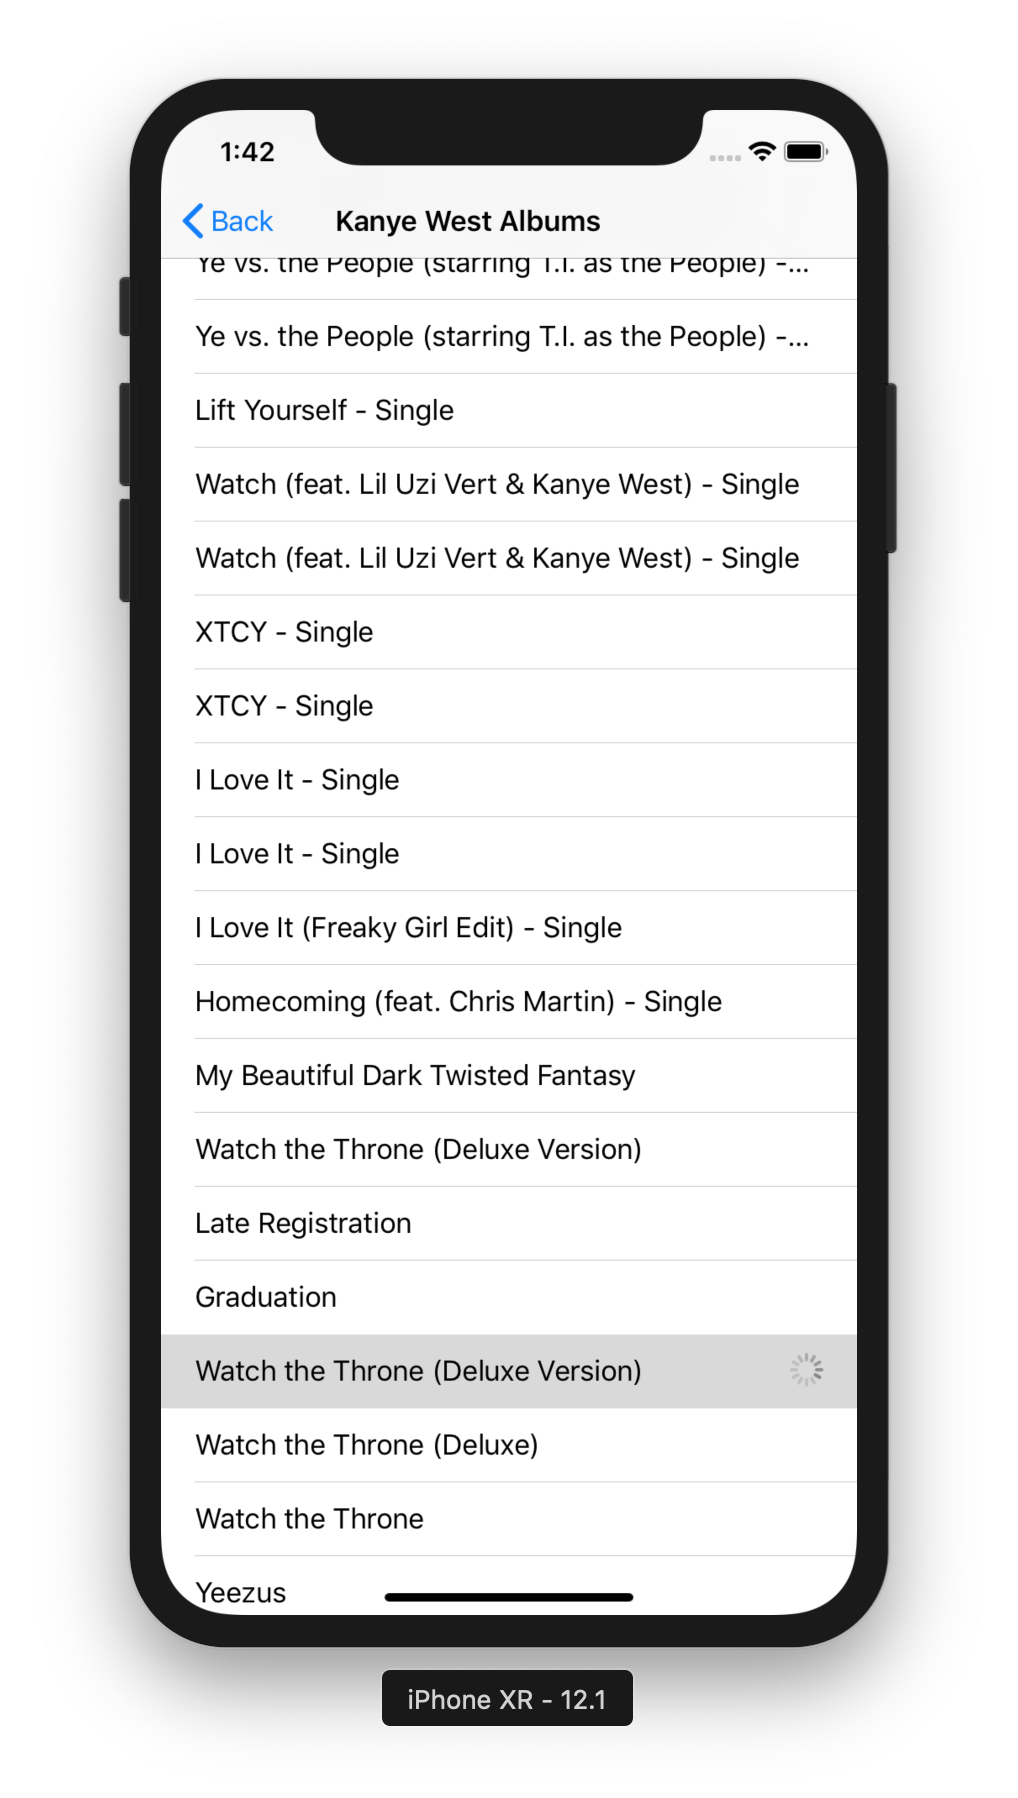 1:42
Back
Kanye West Albums
Ye vs. the People (starring T.I. as the People) -...
Ye vs. the People (starring T.I. as the People) -...
Lift Yourself - Single
Watch (feat. Lil Uzi Vert & Kanye West) - Single
Watch (feat. Lil Uzi Vert & Kanye West) - Single
XTCY - Single
XTCY - Single
I Love It - Single
I Love It - Single
I Love It (Freaky Girl Edit) - Single
Homecoming (feat. Chris Martin) - Single
My Beautiful Dark Twisted Fantasy
Watch the Throne (Deluxe Version)
Late Registration
Graduation
Watch the Throne (Deluxe Version)
Watch the Throne (Deluxe)
Watch the Throne
Yeezus
iPhone XR - 12.1